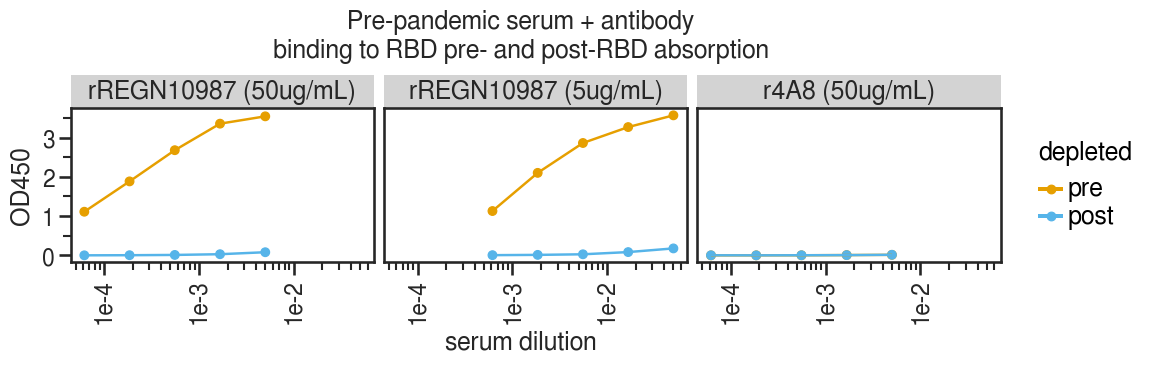 Pre-pandemic serum + antibody
binding to RBD pre- and post-RBD absorption
rREGN10987 (50ug/mL)
rREGN10987 (5ug/mL)
r4A8 (50ug/mL)
OD450
3
2
1
0
1e-4
1e-3
1e-2
1e-4
1e-3
1e-2
1e-4
1e-3
1e-2
serum dilution
depleted
pre
post